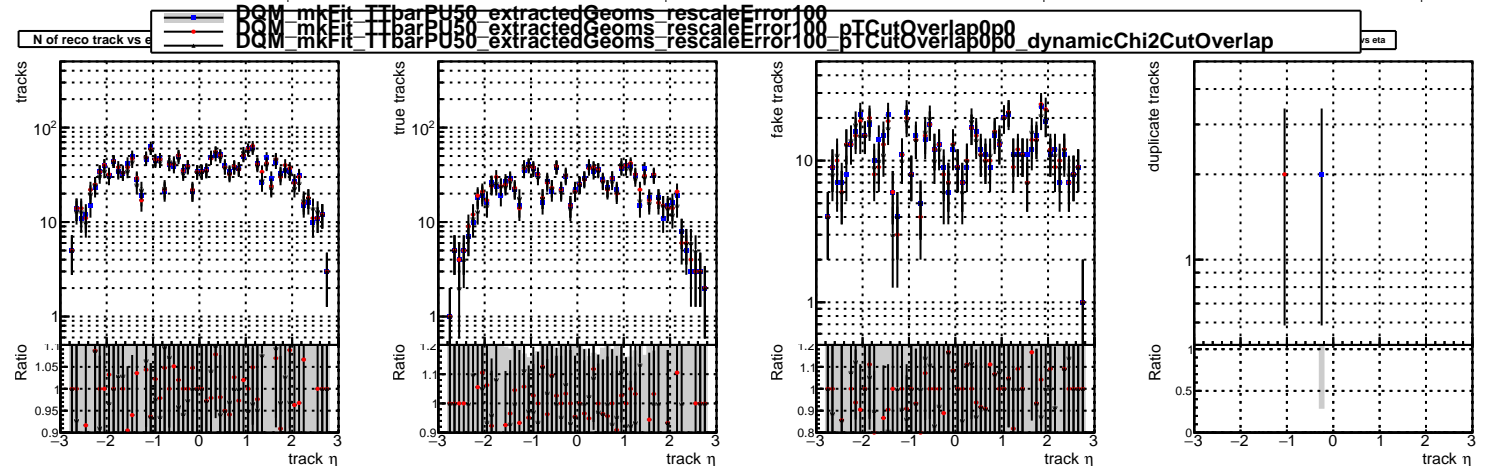 DQM_mkFit_TTbarPU50_extractedGeoms_rescaleError100
DQM_mkFit_TTbarPU50_extractedGeoms_rescaleError100_pTCutOverlap0p0
DQM_mkFit_TTbarPU50_extractedGeoms_rescaleError100_pTCutOverlap0p0_dynamicChi2CutOverlap
N of reco track vs e
vs eta
tracks
10²
10
1
Ratio
1.1
1.05
1
0.95
0.9
−3 −2 −1 0 1 2 3
track η
true tracks
10²
10
1
Ratio
1.2
1.1
1
0.9
−3 −2 −1 0 1 2 3
track η
fake tracks
10
1
Ratio
1.2
1.1
1
0.9
0.8
−3 −2 −1 0 1 2 3
track η
duplicate tracks
1
Ratio
1
0.5
0
−3 −2 −1 0 1 2 3
track η